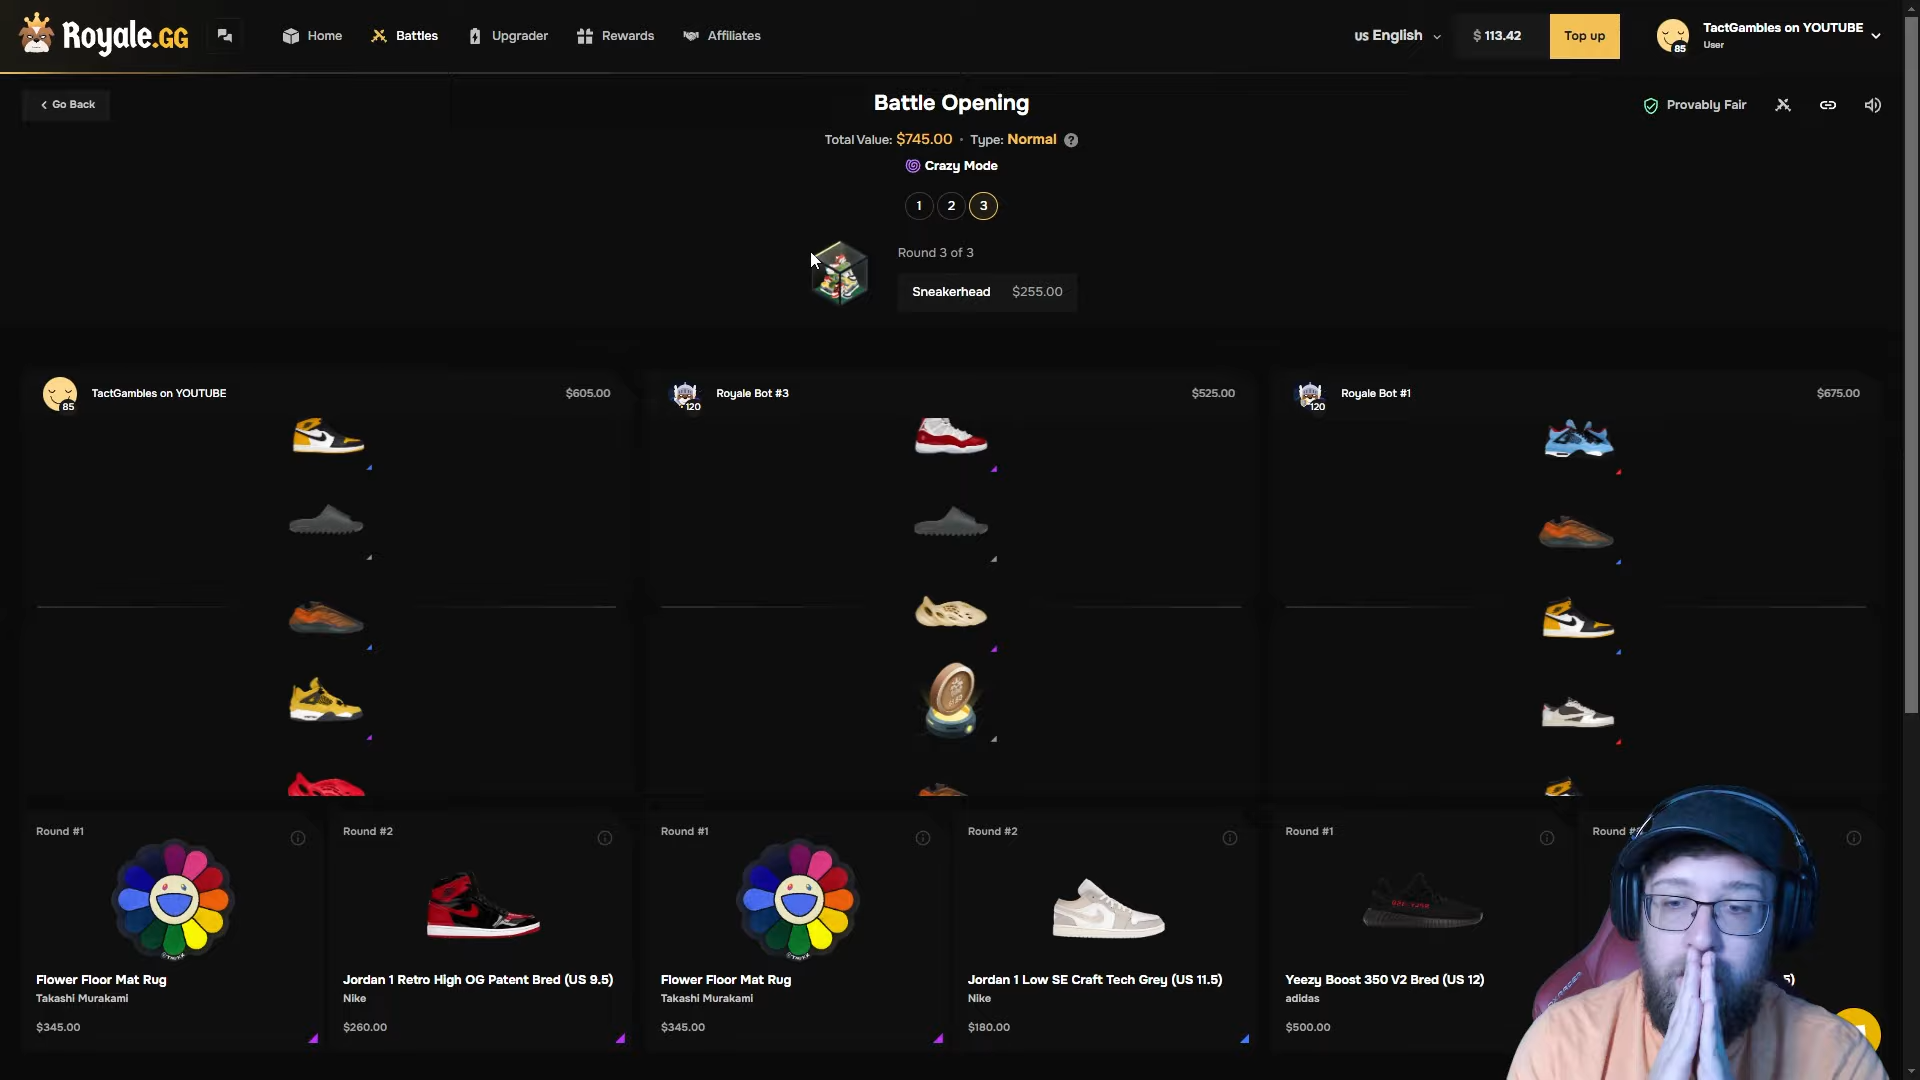 Royale.GG
Home
Battles
Upgrader
Rewards
Affiliates
US English
$ 113.42
Top up
85
TactGambles on YOUTUBE
User
Go Back
Battle Opening
Total Value: $745.00 · Type: Normal ?
Crazy Mode
1 2 3
Provably Fair
Round 3 of 3
Sneakerhead $255.00
85 TactGambles on YOUTUBE $605.00
120 Royale Bot #3 $525.00
120 Royale Bot #1 $675.00
Round #1
Flower Floor Mat Rug
Takashi Murakami
$345.00
Round #2
Jordan 1 Retro High OG Patent Bred (US 9.5)
Nike
$260.00
Round #1
Flower Floor Mat Rug
Takashi Murakami
$345.00
Round #2
Jordan 1 Low SE Craft Tech Grey (US 11.5)
Nike
$180.00
Round #1
Yeezy Boost 350 V2 Bred (US 12)
adidas
$500.00
Round
5)